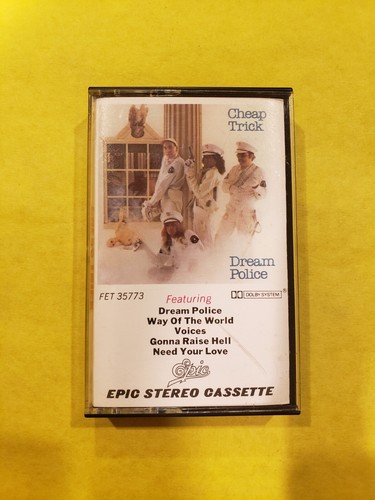 Cheap
Trick
Dream
Police
FET 35773
Featuring
DOLBY SYSTEM®
Dream Police
Way Of The World
Voices
Gonna Raise Hell
Need Your Love
Epic
EPIC STEREO CASSETTE